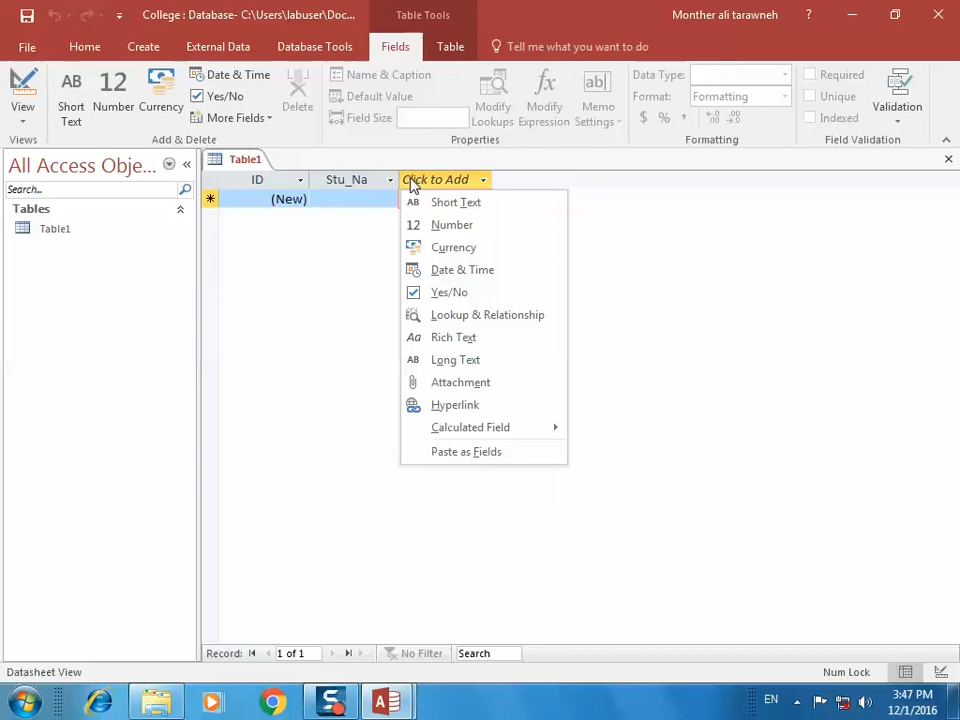 College : Database- C:\Users\labuser\Doc... Table Tools Monther ali tarawneh ?
File Home Create External Data Database Tools Fields Table Tell me what you want to do
View
Views
AB Short Text
12 Number
Currency
Date & Time
Yes/No
More Fields
Delete
Add & Delete
Name & Caption
Default Value
Field Size
Modify Lookups
fx Modify Expression
ab Memo Settings
Properties
Data Type:
Format: Formatting
$ % ,
Formatting
Required
Unique
Indexed
Validation
Field Validation
All Access Obje...
Search...
Tables
Table1
Table1
ID Stu_Na Click to Add
(New)
AB Short Text
12 Number
Currency
Date & Time
Yes/No
Lookup & Relationship
Aa Rich Text
AB Long Text
Attachment
Hyperlink
Calculated Field
Paste as Fields
Record: 1 of 1 No Filter Search
Datasheet View Num Lock
EN 3:47 PM
12/1/2016